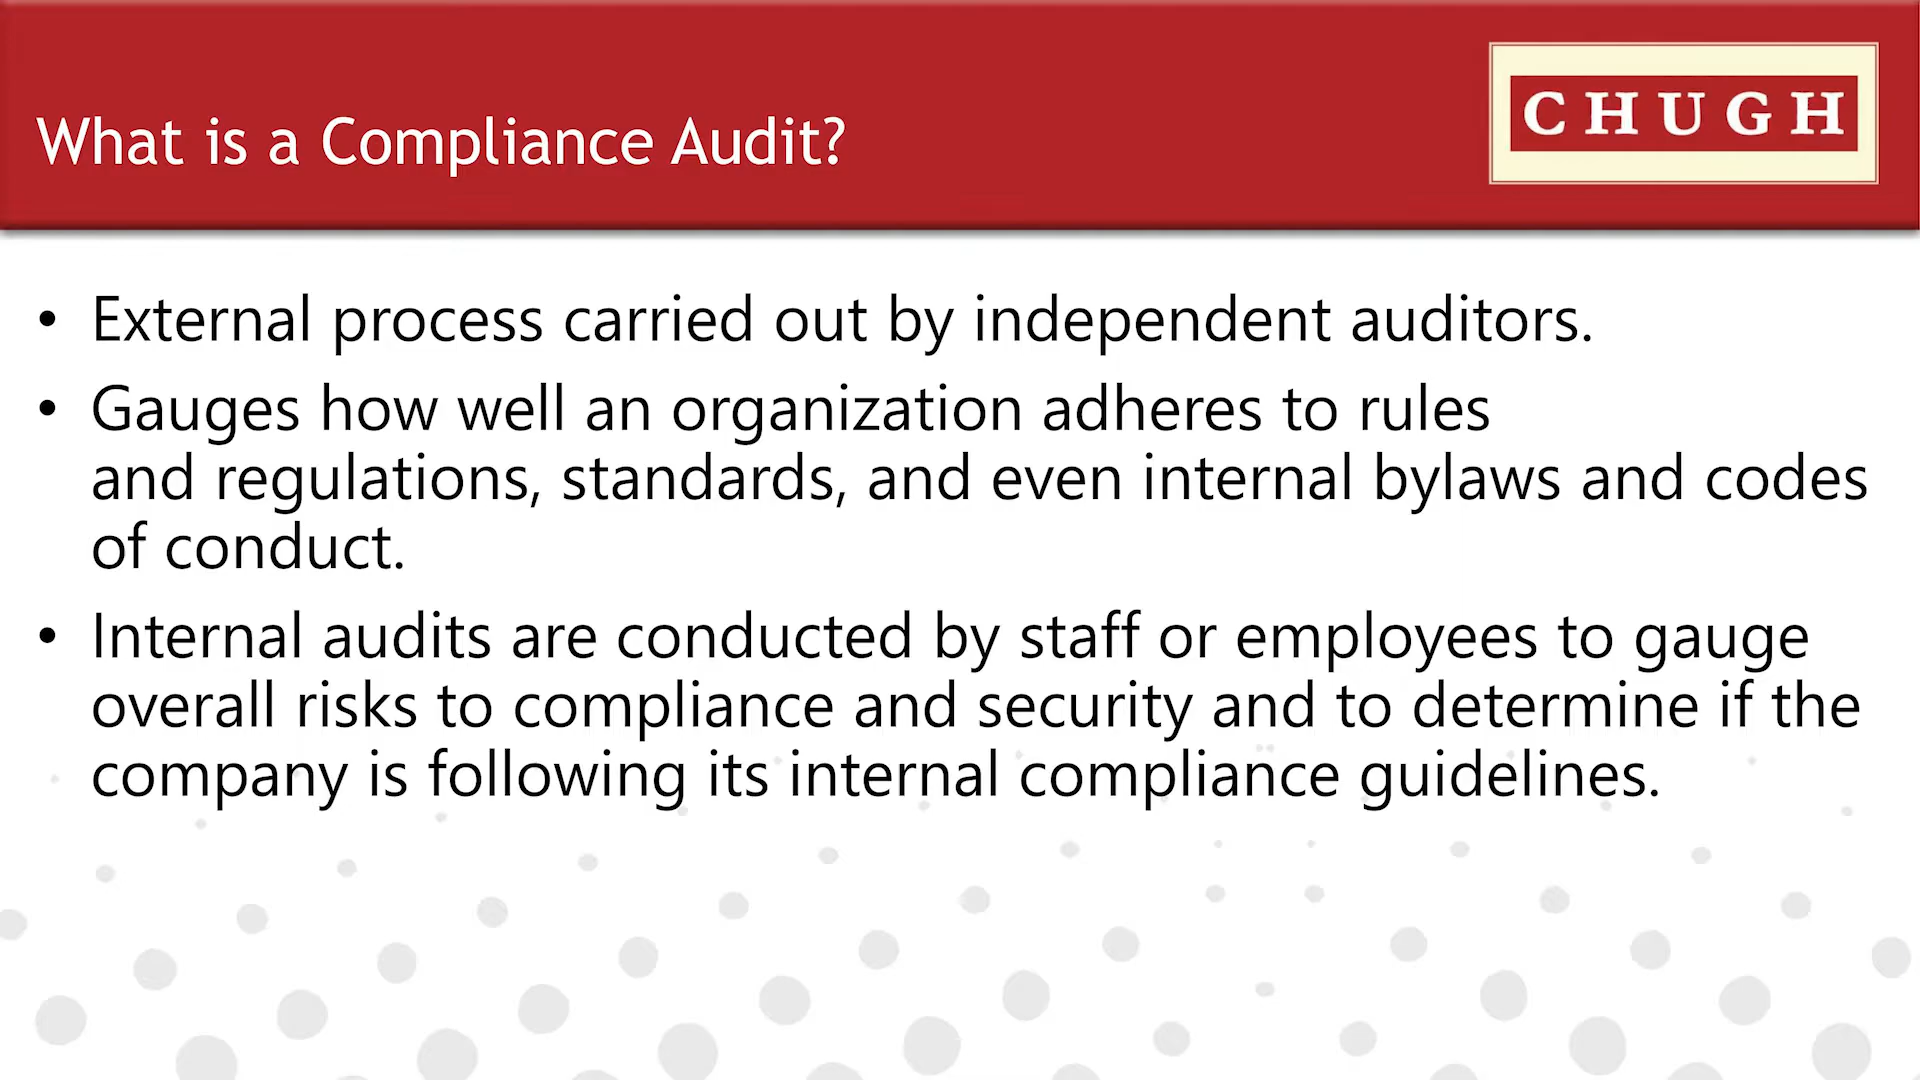 CHUGH
What is a Compliance Audit?
• External process carried out by independent auditors.
• Gauges how well an organization adheres to rules
and regulations, standards, and even internal bylaws and codes
of conduct.
• Internal audits are conducted by staff or employees to gauge
overall risks to compliance and security and to determine if the
company is following its internal compliance guidelines.